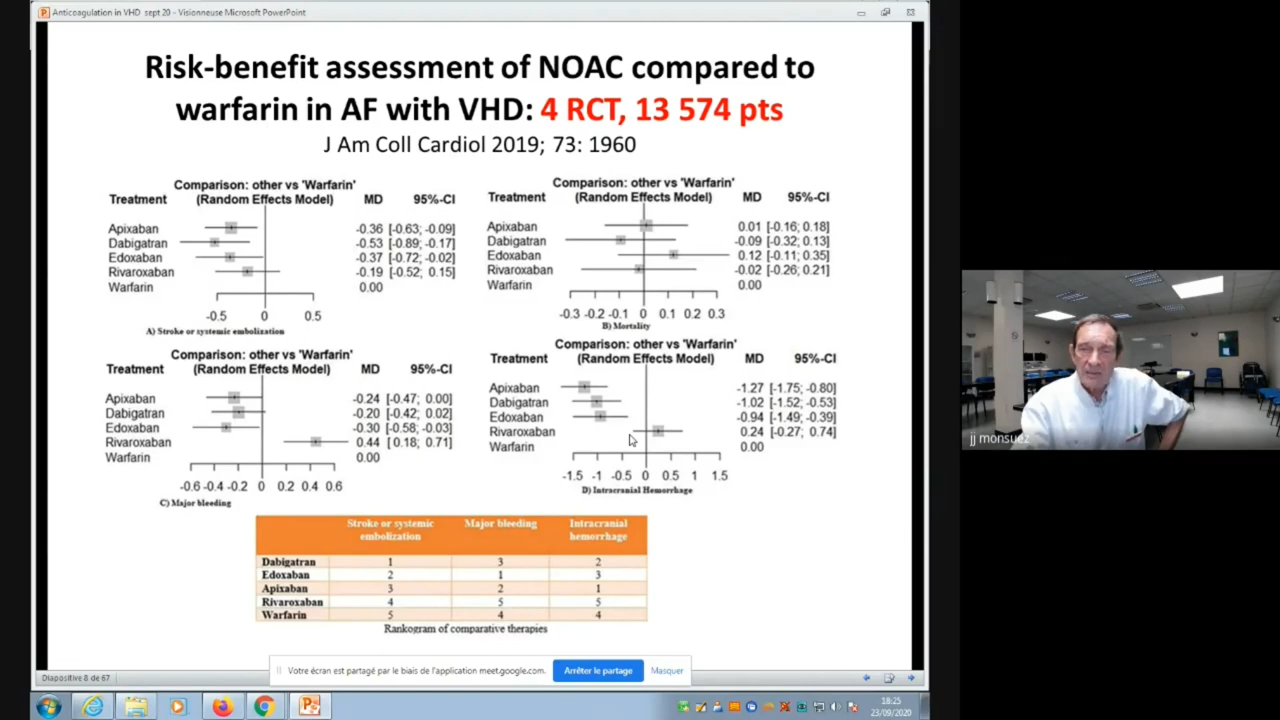 Anticoagulation in VHD sept 20 - Visionneuse Microsoft PowerPoint
Risk-benefit assessment of NOAC compared to
warfarin in AF with VHD: 4 RCT, 13 574 pts
J Am Coll Cardiol 2019; 73: 1960
Comparison: other vs 'Warfarin'
Treatment (Random Effects Model) MD 95%-CI
Apixaban -0.36 [-0.63; -0.09]
Dabigatran -0.53 [-0.89; -0.17]
Edoxaban -0.37 [-0.72; -0.02]
Rivaroxaban -0.19 [-0.52; 0.15]
Warfarin 0.00
-0.5 0 0.5
A) Stroke or systemic embolization
Comparison: other vs 'Warfarin'
Treatment (Random Effects Model) MD 95%-CI
Apixaban 0.01 [-0.16; 0.18]
Dabigatran -0.09 [-0.32; 0.13]
Edoxaban 0.12 [-0.11; 0.35]
Rivaroxaban -0.02 [-0.26; 0.21]
Warfarin 0.00
-0.3 -0.2 -0.1 0 0.1 0.2 0.3
B) Mortality
Comparison: other vs 'Warfarin'
Treatment (Random Effects Model) MD 95%-CI
Apixaban -0.24 [-0.47; 0.00]
Dabigatran -0.20 [-0.42; 0.02]
Edoxaban -0.30 [-0.58; -0.03]
Rivaroxaban 0.44 [0.18; 0.71]
Warfarin 0.00
-0.6 -0.4 -0.2 0 0.2 0.4 0.6
C) Major bleeding
Comparison: other vs 'Warfarin'
Treatment (Random Effects Model) MD 95%-CI
Apixaban -1.27 [-1.75; -0.80]
Dabigatran -1.02 [-1.52; -0.53]
Edoxaban -0.94 [-1.49; -0.39]
Rivaroxaban 0.24 [-0.27; 0.74]
Warfarin 0.00
-1.5 -1 -0.5 0 0.5 1 1.5
D) Intracranial Hemorrhage
Stroke or systemic Major bleeding Intracranial
embolization hemorrhage
Dabigatran 1 3 2
Edoxaban 2 1 3
Apixaban 3 2 1
Rivaroxaban 4 5 5
Warfarin 5 4 4
Rankogram of comparative therapies
Votre écran est partagé par le biais de l'application meet.google.com. Arrêter le partage Masquer
Diapositive 8 de 67
18:25
23/09/2020
jj monsuez